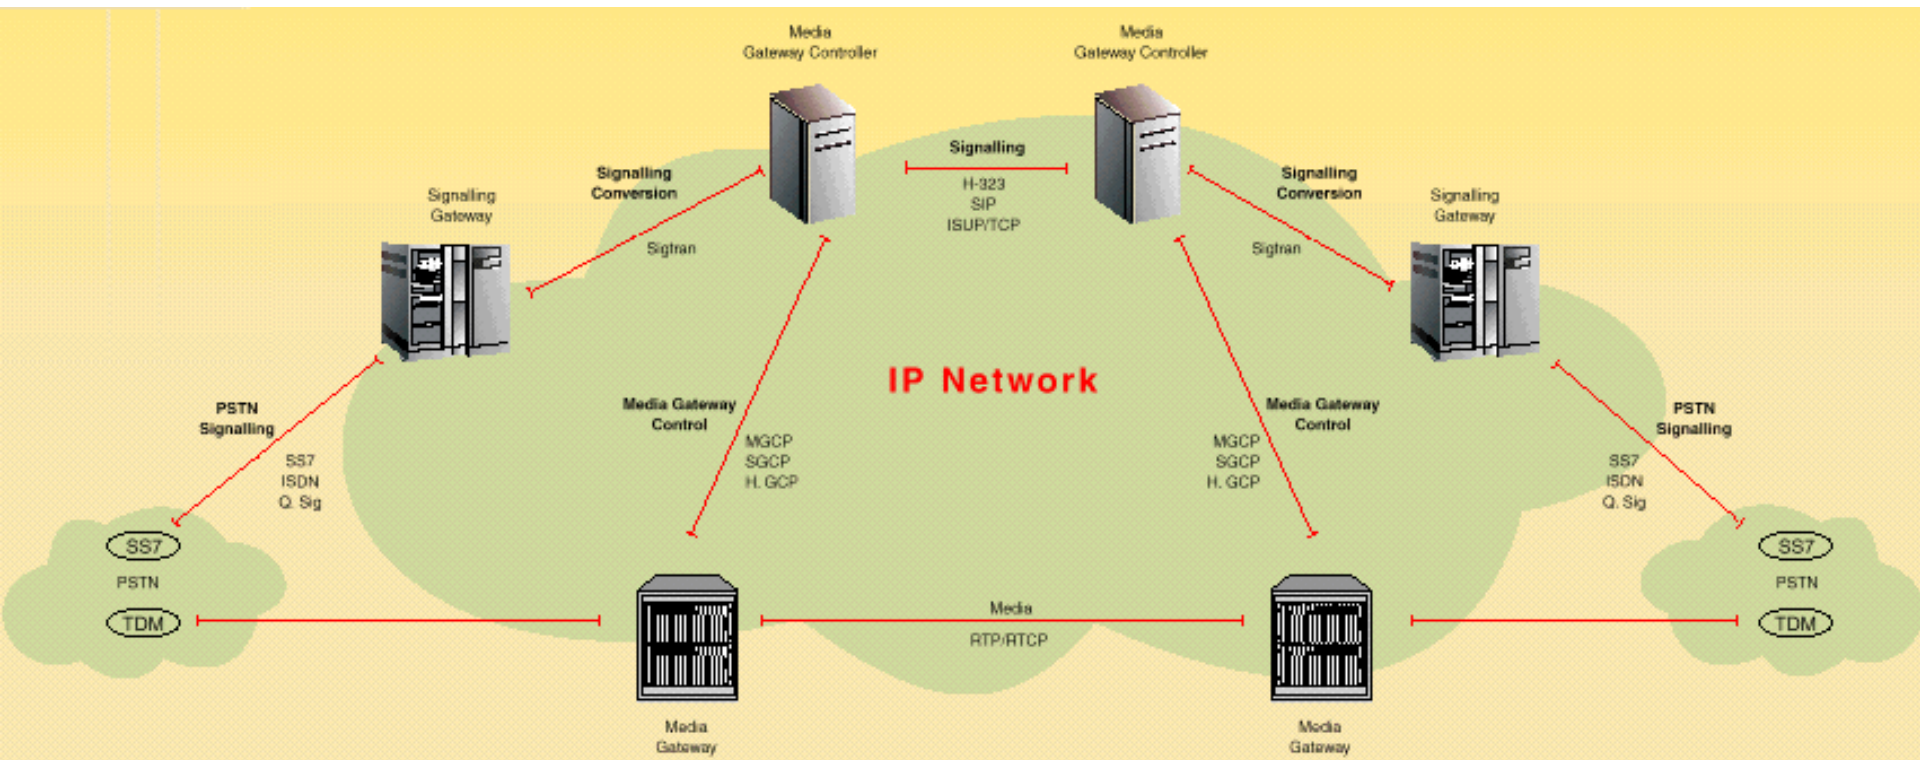 Media
Gateway Controller
Media
Gateway Controller
Signalling
H-323
SIP
ISUP/TCP
Signalling
Conversion
Sigtran
Signalling
Conversion
Sigtran
Signalling
Gateway
Signalling
Gateway
IP Network
PSTN
Signalling
SS7
ISDN
Q. Sig
Media Gateway
Control
MGCP
SGCP
H. GCP
Media Gateway
Control
MGCP
SGCP
H. GCP
PSTN
Signalling
SS7
ISDN
Q. Sig
SS7
PSTN
TDM
Media
RTP/RTCP
SS7
PSTN
TDM
Media
Gateway
Media
Gateway